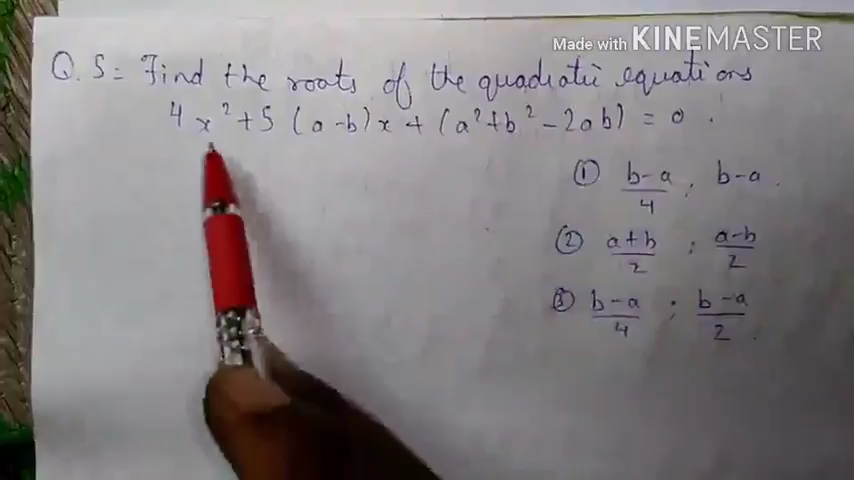 Made with KINEMASTER
Q.5= Find the roots of the quadratic equations
4x² + 5 (a-b)x + (a²+b²-2ab) = 0 .
① b-a/4 , b-a .
② a+b/2 ; a-b/2
③ b-a/4 ; b-a/2 .